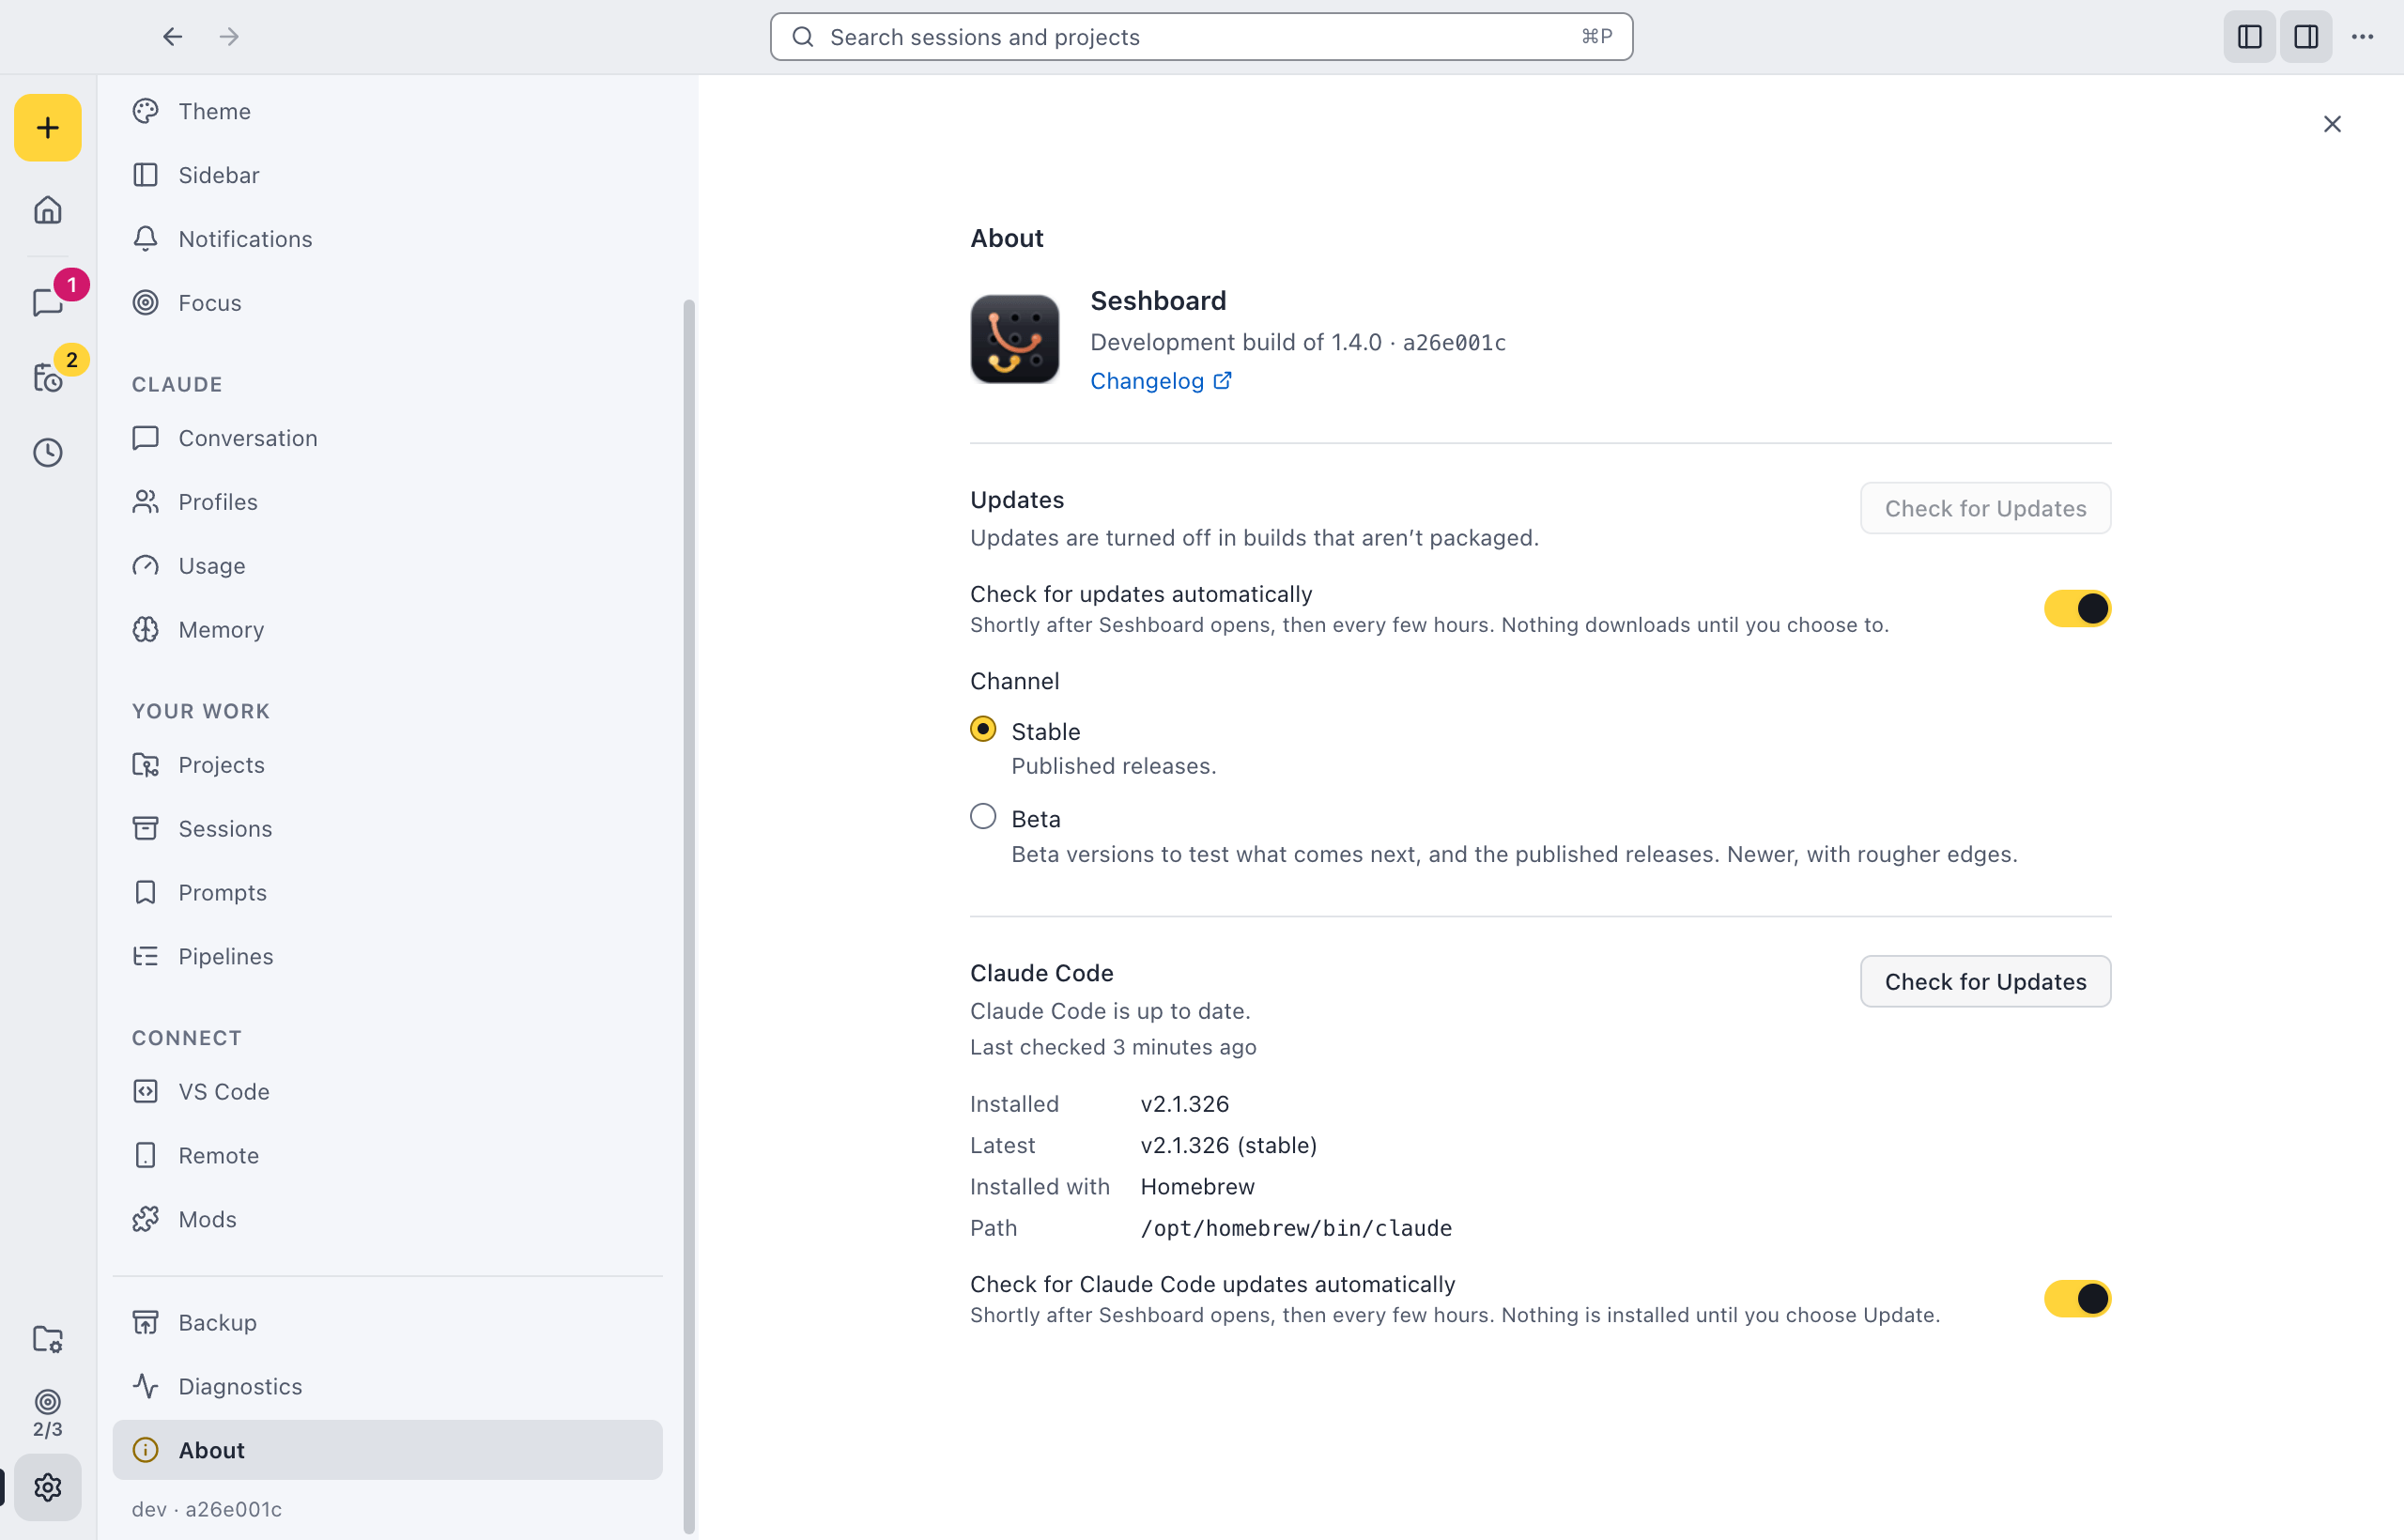 Search sessions and projects ⌘P
1
2
2/3
Theme
Sidebar
Notifications
Focus
CLAUDE
Conversation
Profiles
Usage
Memory
YOUR WORK
Projects
Sessions
Prompts
Pipelines
CONNECT
VS Code
Remote
Mods
Backup
Diagnostics
About
dev · a26e001c
About
Seshboard
Development build of 1.4.0 · a26e001c
Changelog
Updates
Check for Updates
Updates are turned off in builds that aren’t packaged.
Check for updates automatically
Shortly after Seshboard opens, then every few hours. Nothing downloads until you choose to.
Channel
Stable
Published releases.
Beta
Beta versions to test what comes next, and the published releases. Newer, with rougher edges.
Claude Code
Check for Updates
Claude Code is up to date.
Last checked 3 minutes ago
Installed v2.1.326
Latest v2.1.326 (stable)
Installed with Homebrew
Path /opt/homebrew/bin/claude
Check for Claude Code updates automatically
Shortly after Seshboard opens, then every few hours. Nothing is installed until you choose Update.